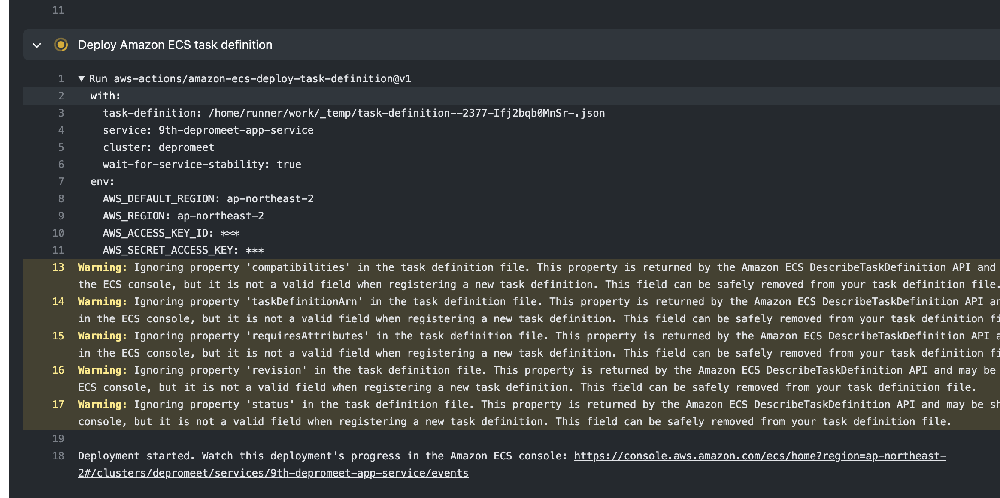 11
Deploy Amazon ECS task definition
1 ▼ Run aws-actions/amazon-ecs-deploy-task-definition@v1
2 with:
3 task-definition: /home/runner/work/_temp/task-definition--2377-Ifj2bqb0MnSr-.json
4 service: 9th-depromeet-app-service
5 cluster: depromeet
6 wait-for-service-stability: true
7 env:
8 AWS_DEFAULT_REGION: ap-northeast-2
9 AWS_REGION: ap-northeast-2
10 AWS_ACCESS_KEY_ID: ***
11 AWS_SECRET_ACCESS_KEY: ***
13 Warning: Ignoring property 'compatibilities' in the task definition file. This property is returned by the Amazon ECS DescribeTaskDefinition API and
the ECS console, but it is not a valid field when registering a new task definition. This field can be safely removed from your task definition file.
14 Warning: Ignoring property 'taskDefinitionArn' in the task definition file. This property is returned by the Amazon ECS DescribeTaskDefinition API
in the ECS console, but it is not a valid field when registering a new task definition. This field can be safely removed from your task definition
15 Warning: Ignoring property 'requiresAttributes' in the task definition file. This property is returned by the Amazon ECS DescribeTaskDefinition API
in the ECS console, but it is not a valid field when registering a new task definition. This field can be safely removed from your task definition
16 Warning: Ignoring property 'revision' in the task definition file. This property is returned by the Amazon ECS DescribeTaskDefinition API and may be
ECS console, but it is not a valid field when registering a new task definition. This field can be safely removed from your task definition file.
17 Warning: Ignoring property 'status' in the task definition file. This property is returned by the Amazon ECS DescribeTaskDefinition API and may be
console, but it is not a valid field when registering a new task definition. This field can be safely removed from your task definition file.
19
18 Deployment started. Watch this deployment's progress in the Amazon ECS console: https://console.aws.amazon.com/ecs/home?region=ap-northeast-
2#/clusters/depromeet/services/9th-depromeet-app-service/events